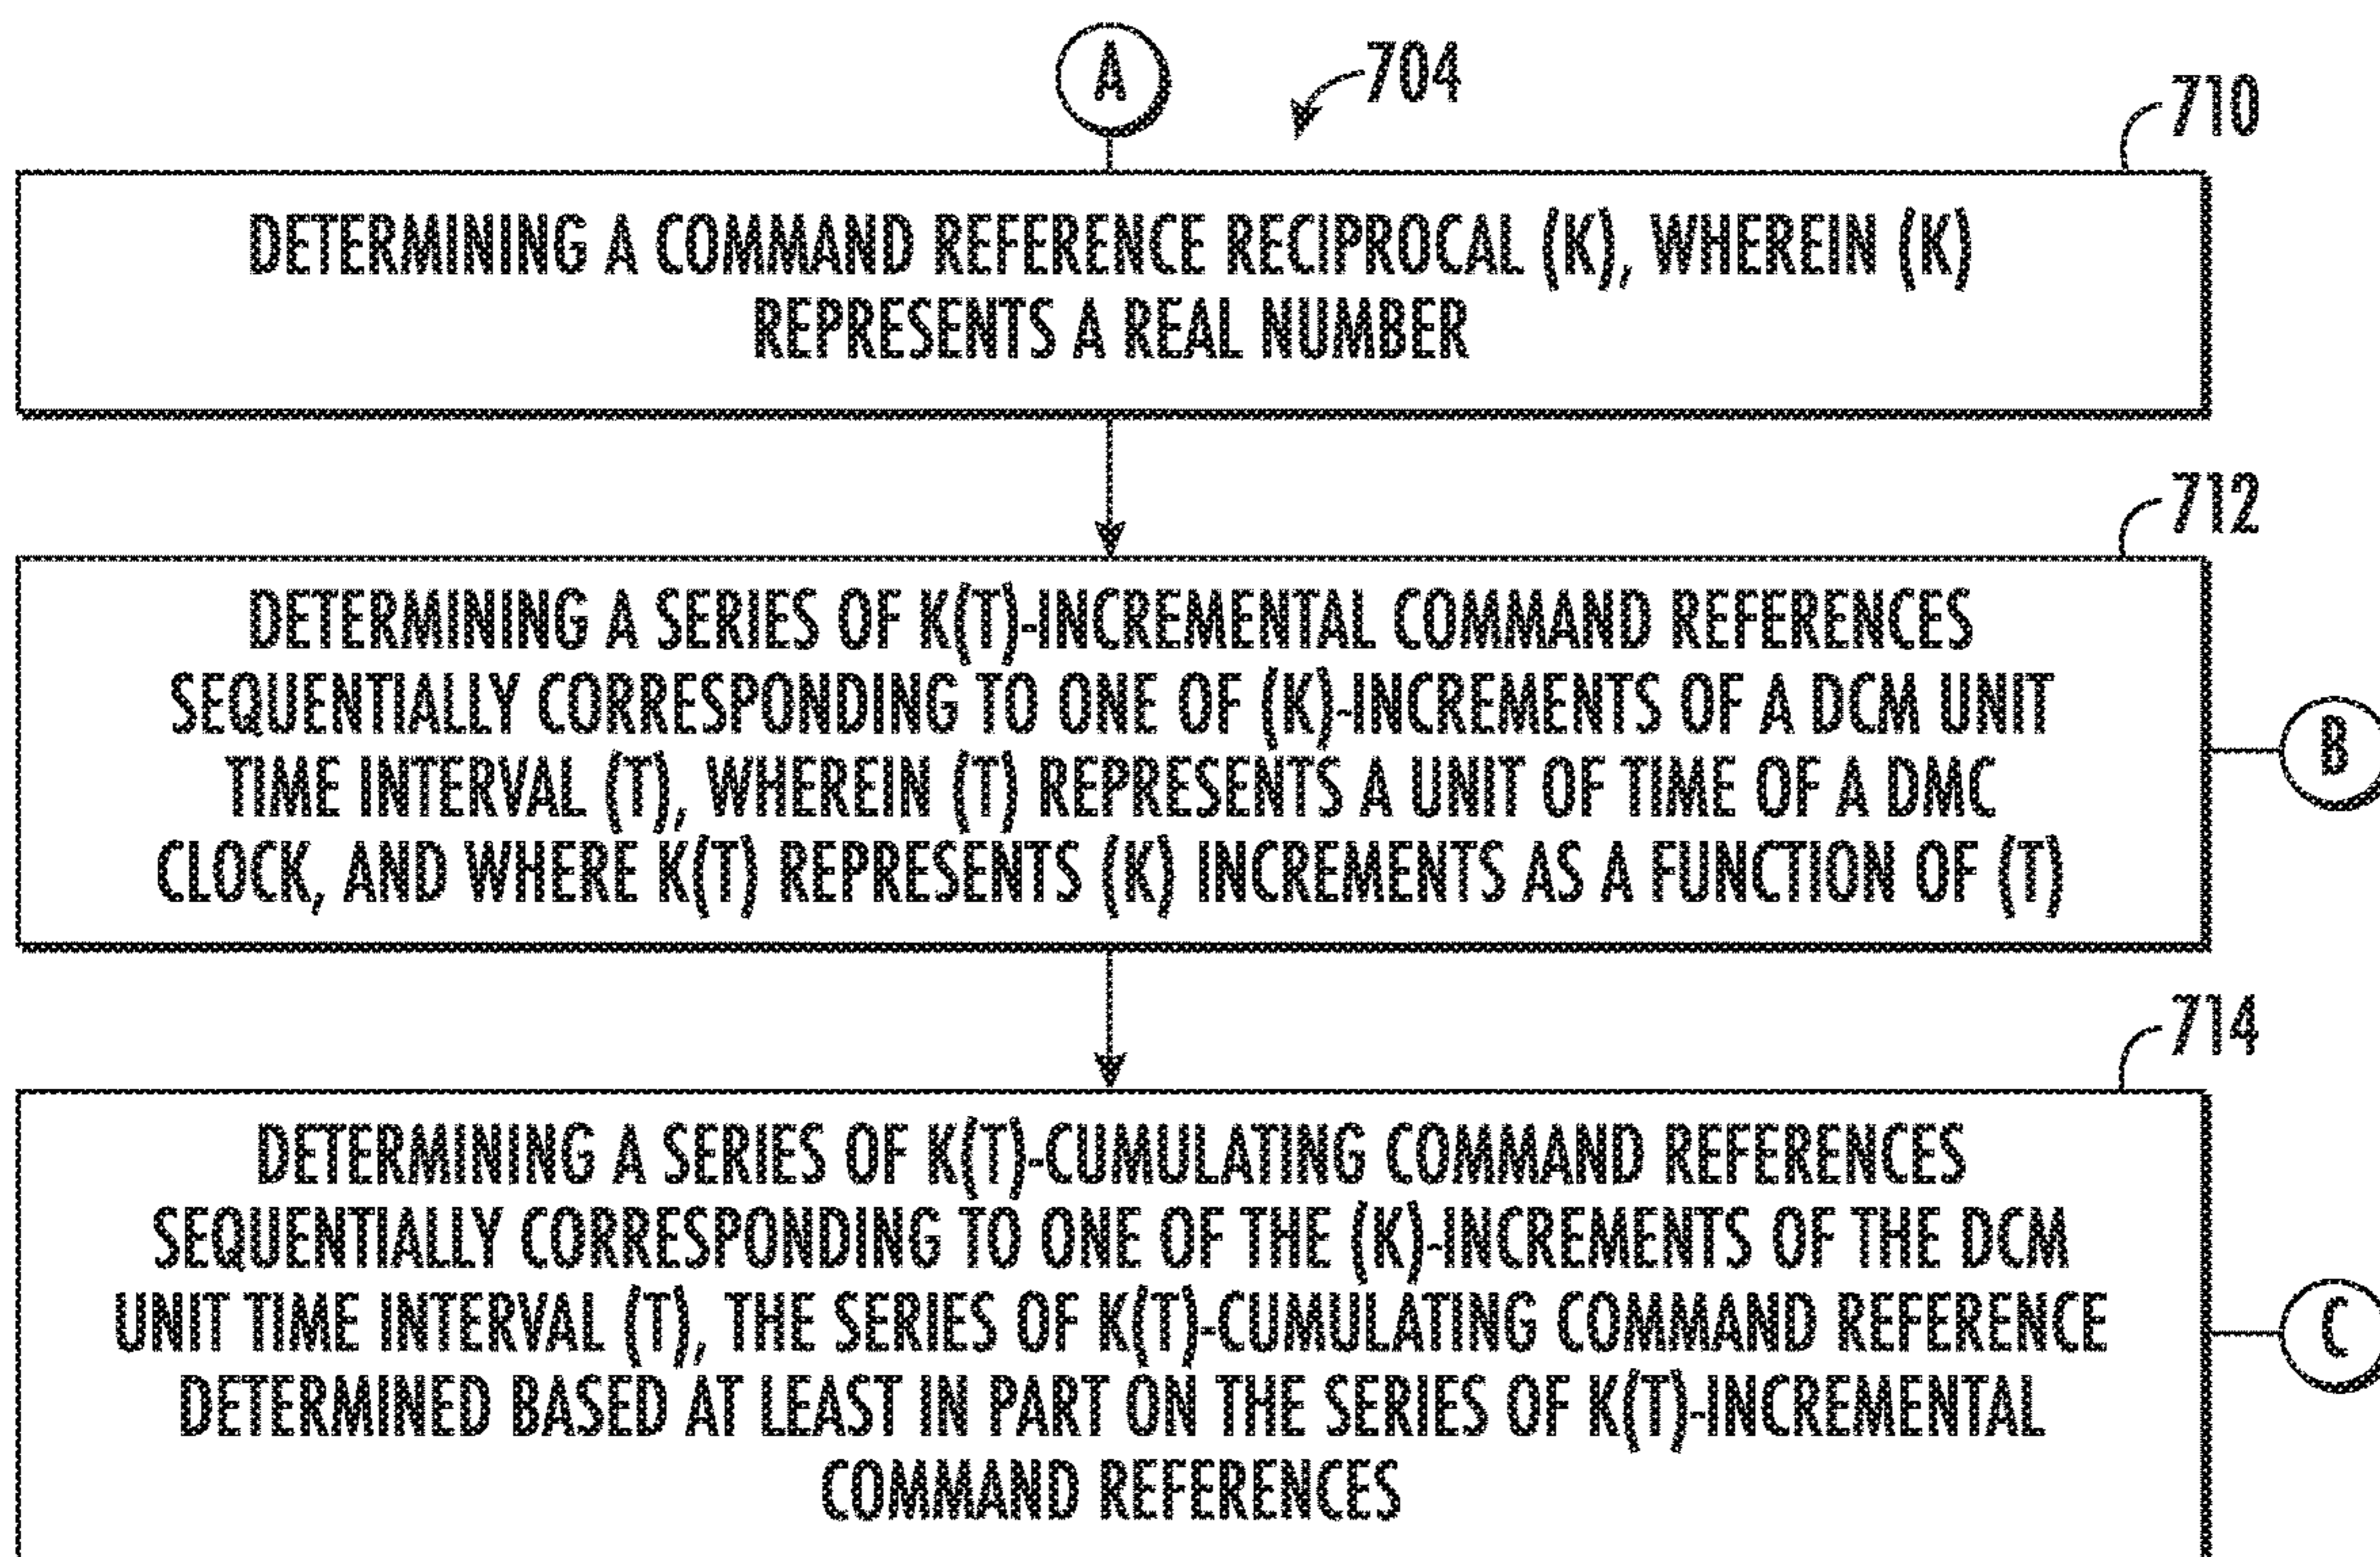 A
704
710
DETERMINING A COMMAND REFERENCE RECIPROCAL (K), WHEREIN (K)
REPRESENTS A REAL NUMBER
712
DETERMINING A SERIES OF K(T)-INCREMENTAL COMMAND REFERENCES
SEQUENTIALLY CORRESPONDING TO ONE OF (K)-INCREMENTS OF A DCM UNIT
TIME INTERVAL (T), WHEREIN (T) REPRESENTS A UNIT OF TIME OF A DMC
CLOCK, AND WHERE K(T) REPRESENTS (K) INCREMENTS AS A FUNCTION OF (T)
B
714
DETERMINING A SERIES OF K(T)-CUMULATING COMMAND REFERENCES
SEQUENTIALLY CORRESPONDING TO ONE OF THE (K)-INCREMENTS OF THE DCM
UNIT TIME INTERVAL (T), THE SERIES OF K(T)-CUMULATING COMMAND REFERENCE
DETERMINED BASED AT LEAST IN PART ON THE SERIES OF K(T)-INCREMENTAL
COMMAND REFERENCES
C